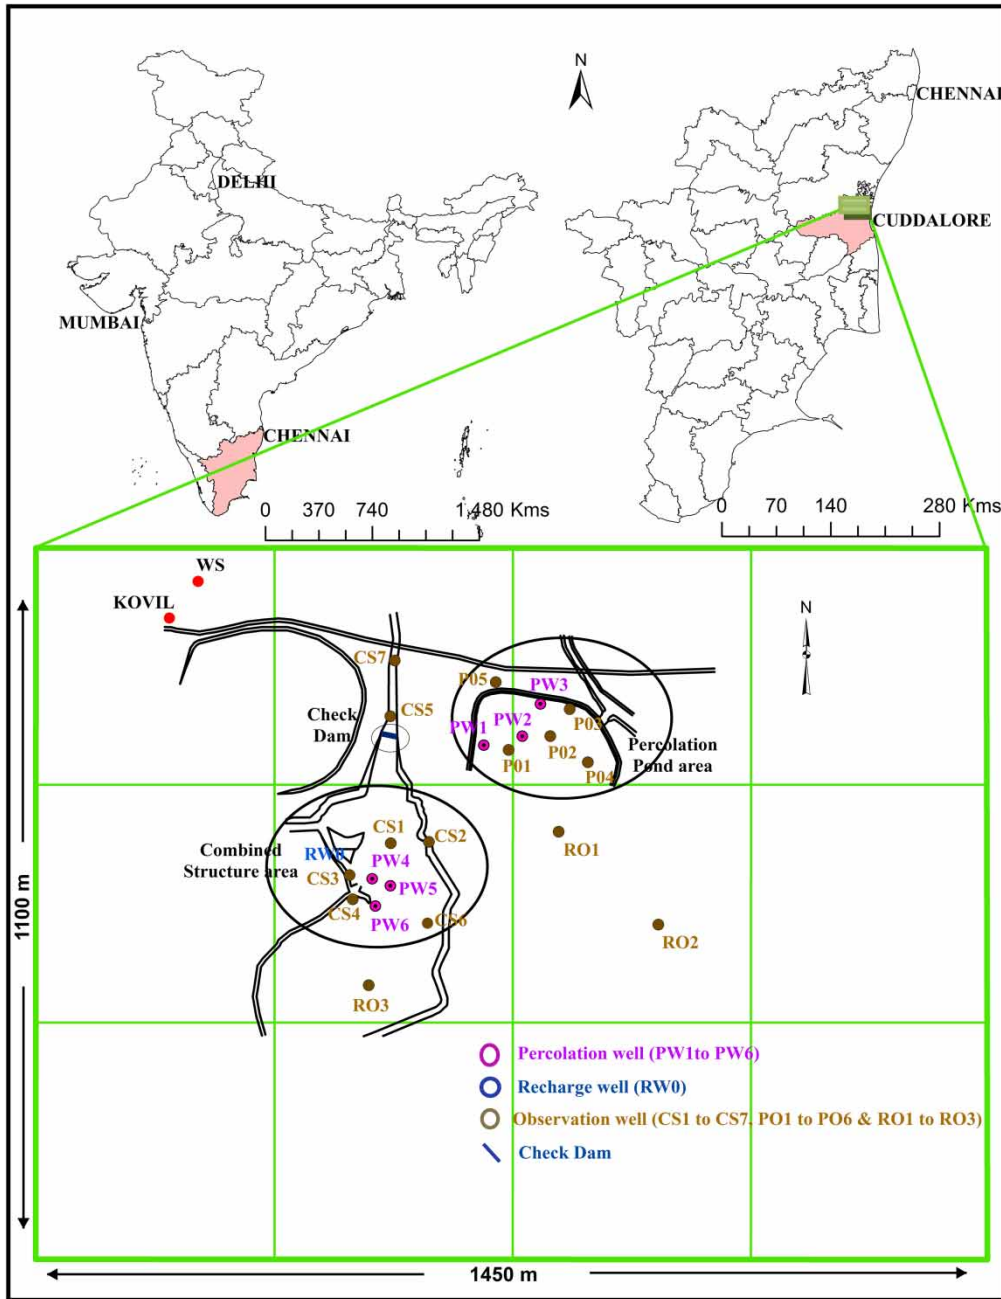 N
CHENNAI
DELHI
CUDDALORE
MUMBAI
CHENNAI
0 370 740 1,480 Kms
0 70 140 280 Kms
WS
KOVIL
N
CS7
P05
PW3
CS5
P03
Check
Dam
PW1
PW2
P02
Percolation
Pond area
P01
P04
CS1
CS2
RO1
Combined
Structure area
RW0
PW4
CS3
PW5
CS4
PW6
CS6
RO2
RO3
1100 m
Percolation well (PW1to PW6)
Recharge well (RW0)
Observation well (CS1 to CS7, PO1 to PO6 & RO1 to RO3)
Check Dam
1450 m